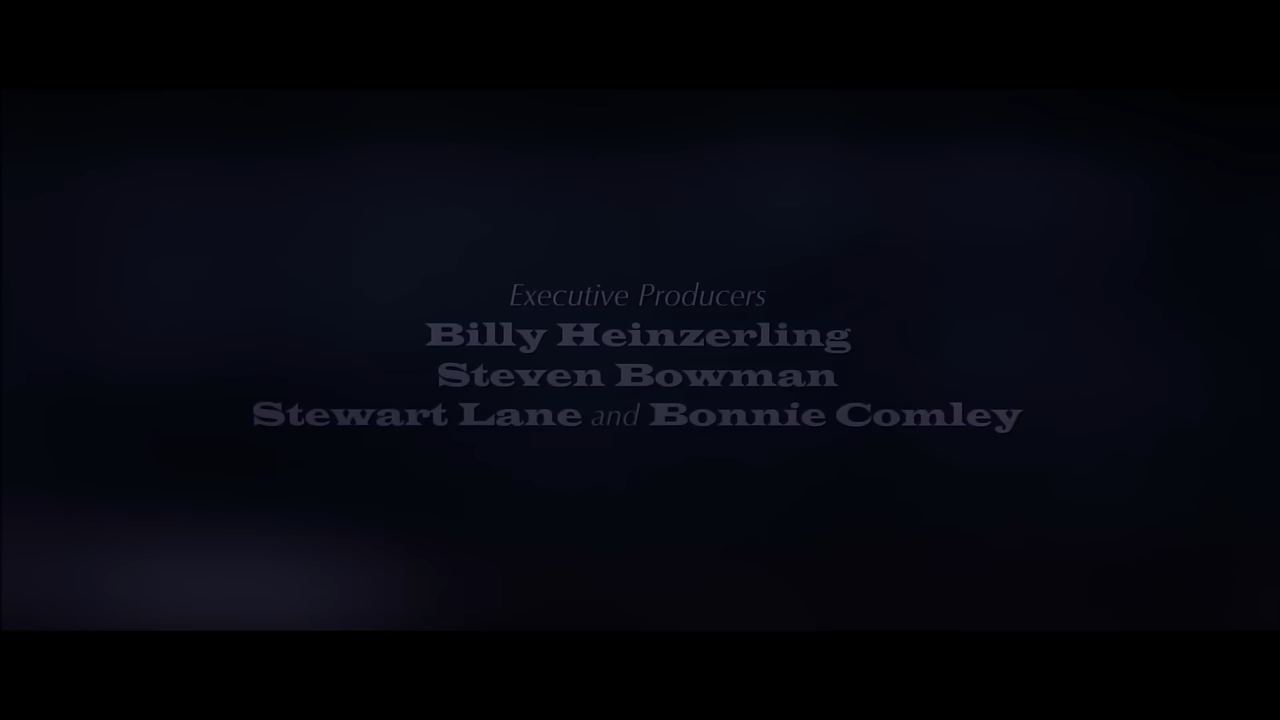 Executive Producers
Billy Heinzerling
Steven Bowman
Stewart Lane and Bonnie Comley